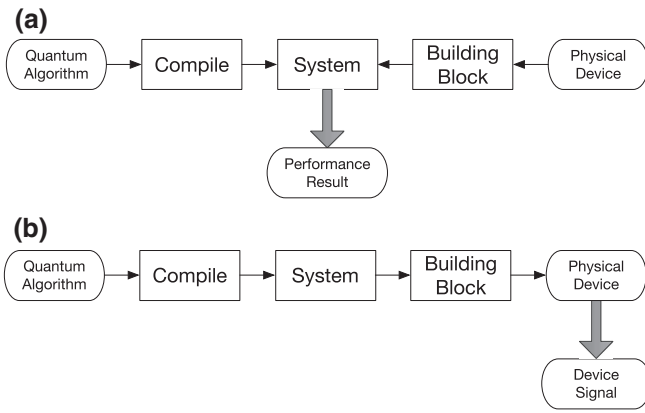 (a)
Quantum
Algorithm
Compile
System
Building
Block
Physical
Device
Performance
Result
(b)
Quantum
Algorithm
Compile
System
Building
Block
Physical
Device
Device
Signal